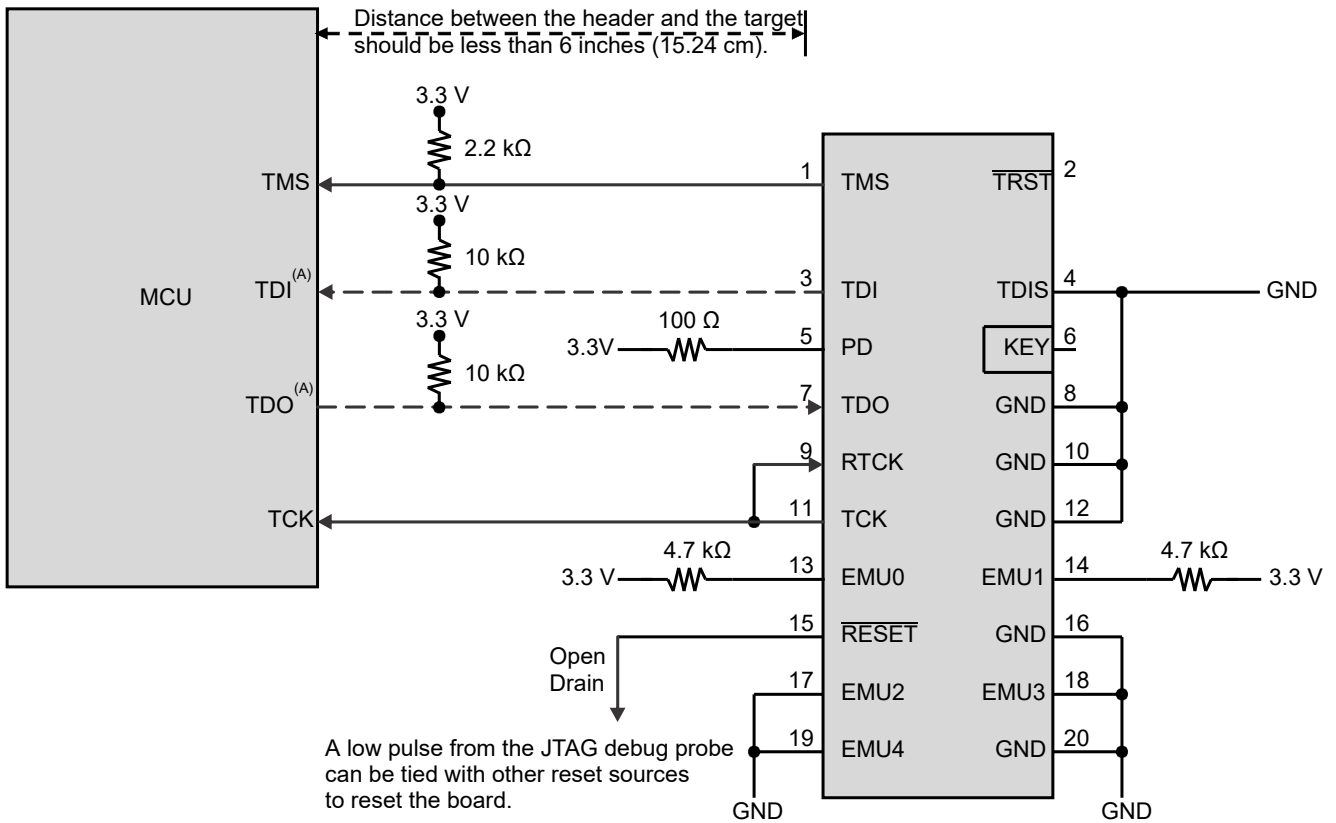 Distance between the header and the target
should be less than 6 inches (15.24 cm).
3.3 V
2.2 kΩ
TMS
1
TMS
TRST
2
3.3 V
10 kΩ
MCU
TDI(A)
3
TDI
TDIS
4
GND
3.3 V
100 Ω
3.3V
5
PD
KEY
6
10 kΩ
TDO(A)
7
TDO
GND
8
9
RTCK
GND
10
TCK
11
TCK
GND
12
4.7 kΩ
3.3 V
13
EMU0
EMU1
14
4.7 kΩ
3.3 V
15
RESET
GND
16
Open
Drain
17
EMU2
EMU3
18
A low pulse from the JTAG debug probe
can be tied with other reset sources
to reset the board.
19
EMU4
GND
20
GND
GND